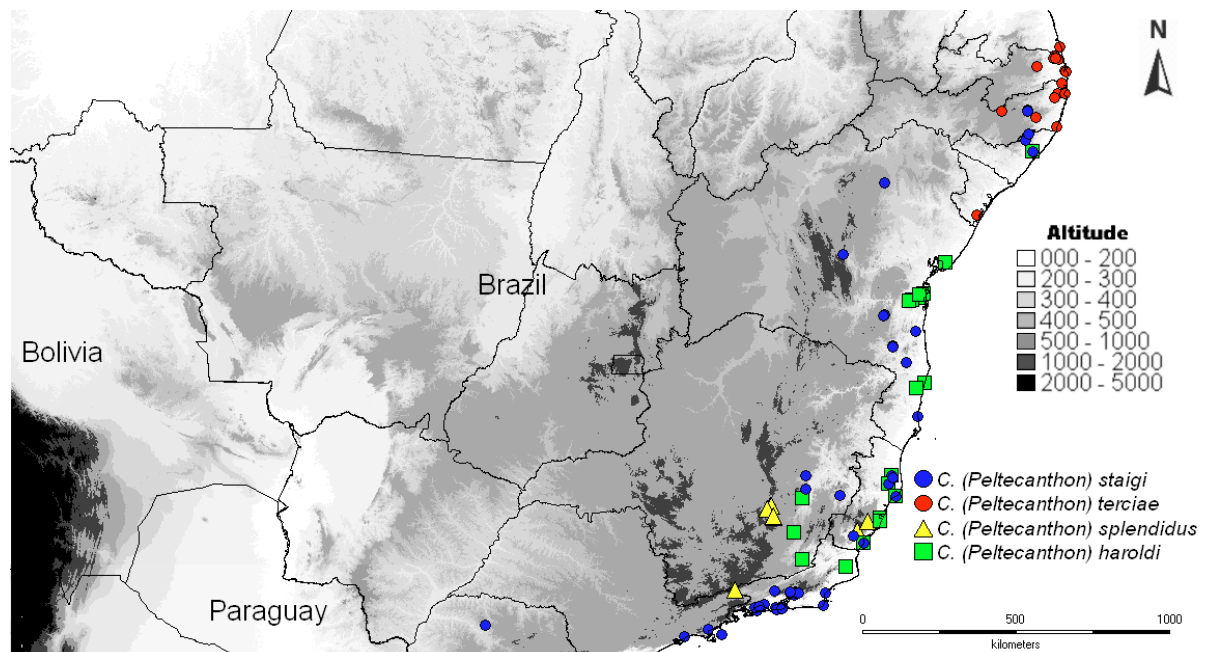 N
Altitude
000 - 200
200 - 300
300 - 400
400 - 500
500 - 1000
1000 - 2000
2000 - 5000
Brazil
Bolivia
Paraguay
C. (Peltecanthon) staigi
C. (Peltecanthon) terciae
C. (Peltecanthon) splendidus
C. (Peltecanthon) haroldi
0 500 1000
kilometers